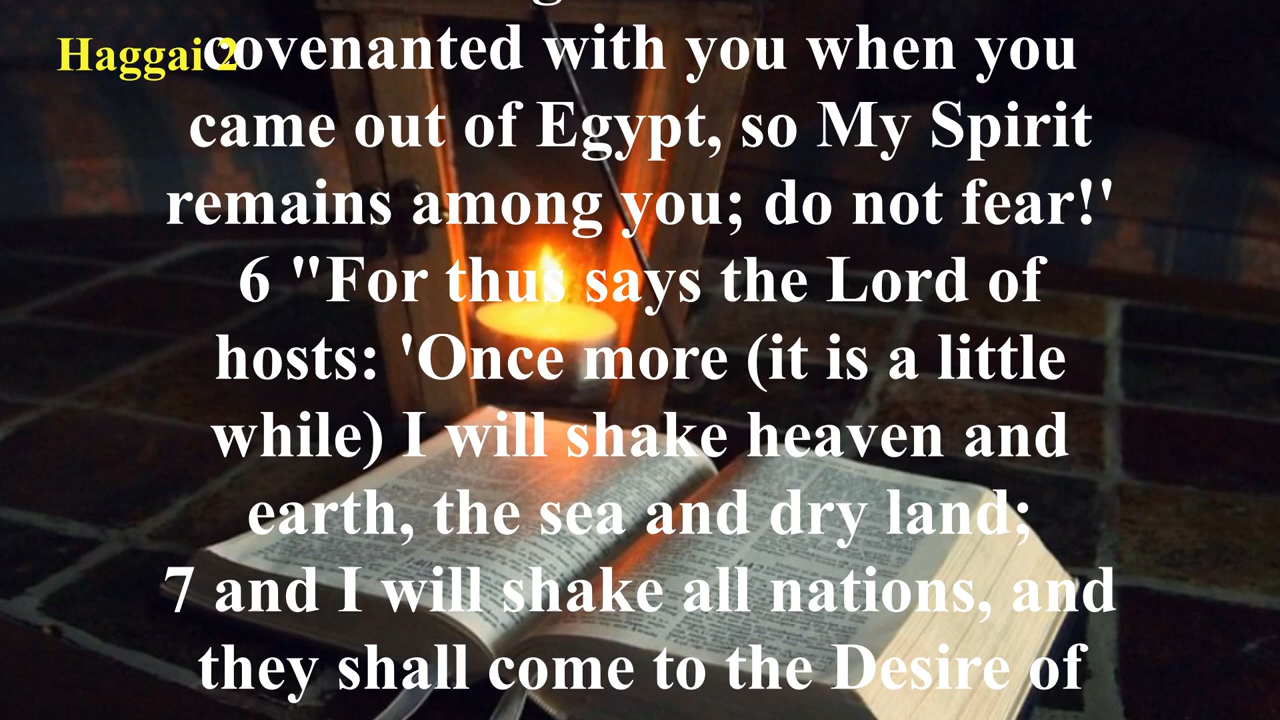 Haggai 2
covenanted with you when you
came out of Egypt, so My Spirit
remains among you; do not fear!'
6 "For thus says the Lord of
hosts: 'Once more (it is a little
while) I will shake heaven and
earth, the sea and dry land;
7 and I will shake all nations, and
they shall come to the Desire of